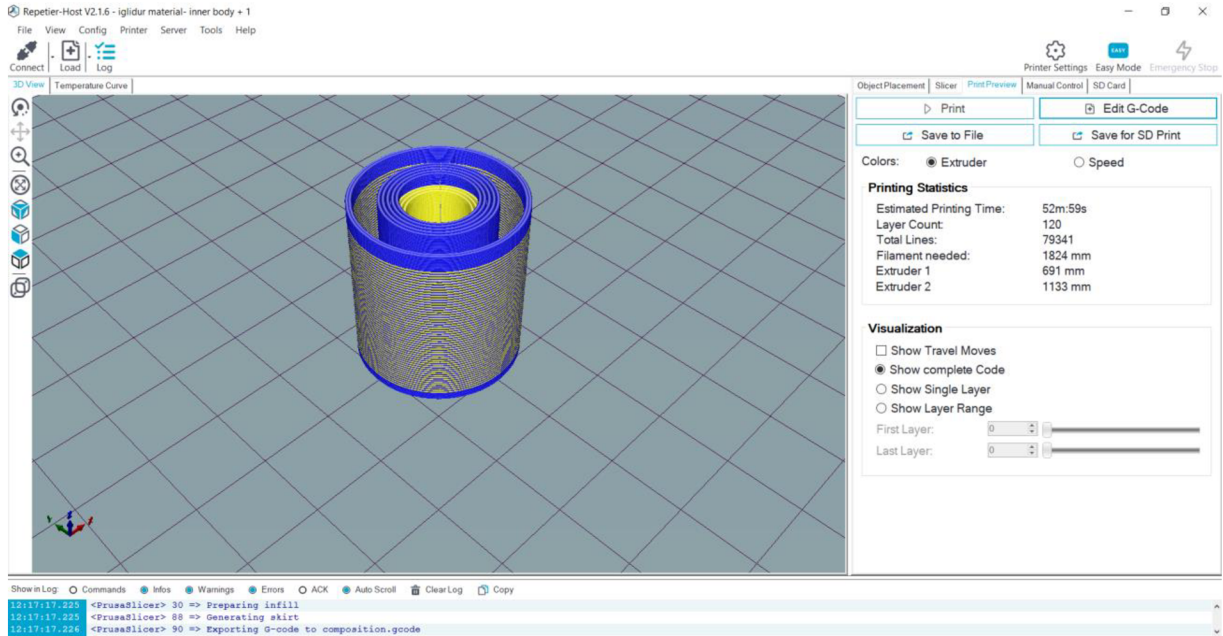 Repetier-Host V2.1.6 - iglidur material- inner body + 1
File View Config Printer Server Tools Help
Connect Load Log Printer Settings Easy Mode Emergency Stop
EASY
3D View Temperature Curve Object Placement Slicer Print Preview Manual Control SD Card
Print Edit G-Code
Save to File Save for SD Print
Colors: Extruder Speed
Printing Statistics
Estimated Printing Time: 52m:59s
Layer Count: 120
Total Lines: 79341
Filament needed: 1824 mm
Extruder 1 691 mm
Extruder 2 1133 mm
Visualization
Show Travel Moves
Show complete Code
Show Single Layer
Show Layer Range
First Layer: 0
Last Layer: 0
Show in Log: Commands Infos Warnings Errors ACK Auto Scroll Clear Log Copy
12:17:17.225 <PrusaSlicer> 30 => Preparing infill
12:17:17.225 <PrusaSlicer> 88 => Generating skirt
12:17:17.226 <PrusaSlicer> 90 => Exporting G-code to composition.gcode